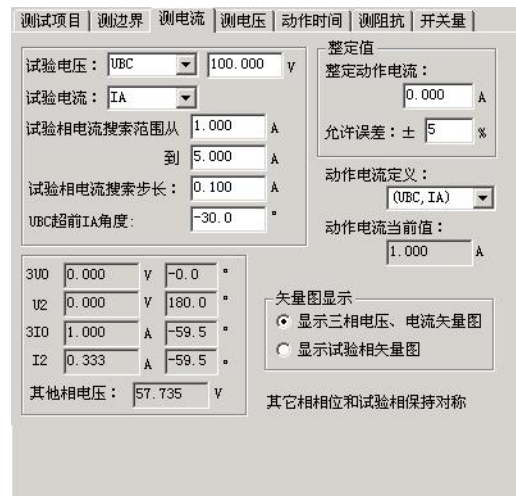 测试项目 测边界 测电流 测电压 动作时间 测阻抗 开关量
试验电压： UBC 100.000 V
试验电流： IA
试验相电流搜索范围从 1.000 A
到 5.000 A
试验相电流搜索步长： 0.100 A
UBC超前IA角度: -30.0 °
整定值
整定动作电流：
0.000 A
允许误差：± 5 %
动作电流定义：
(UBC,IA)
动作电流当前值：
1.000 A
3U0 0.000 V -0.0 °
U2 0.000 V 180.0 °
3I0 1.000 A -59.5 °
I2 0.333 A -59.5 °
其他相电压： 57.735 V
矢量图显示
显示三相电压、电流矢量图
显示试验相矢量图
其它相相位和试验相保持对称